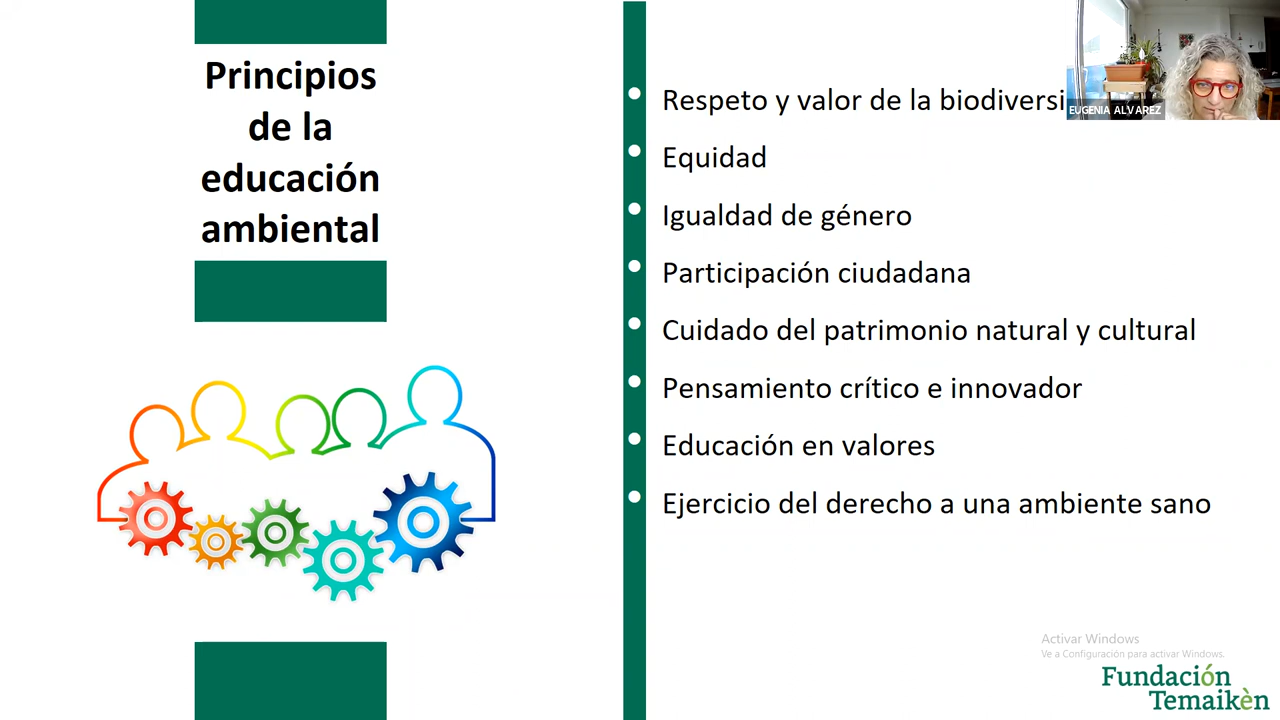 Principios
de la
educación
ambiental
Respeto y valor de la
EUGENIA ALVAREZ
Equidad
Igualdad de género
Participación ciudadana
Cuidado del patrimonio natural y cultural
Pensamiento crítico e innovador
Educación en valores
Ejercicio del derecho a una ambiente sano
Activar Windows
Ve a Configuración para activar Windows.
Fundación
Temaikèn